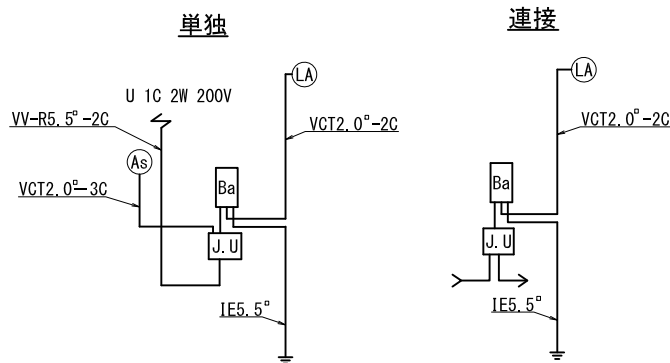 単独
連接
LA
LA
U 1C 2W 200V
VV-R5.5°-2C
VCT2.0°-2C
VCT2.0°-2C
As
Ba
Ba
VCT2.0°-3C
J.U
J.U
IE5.5°
IE5.5°